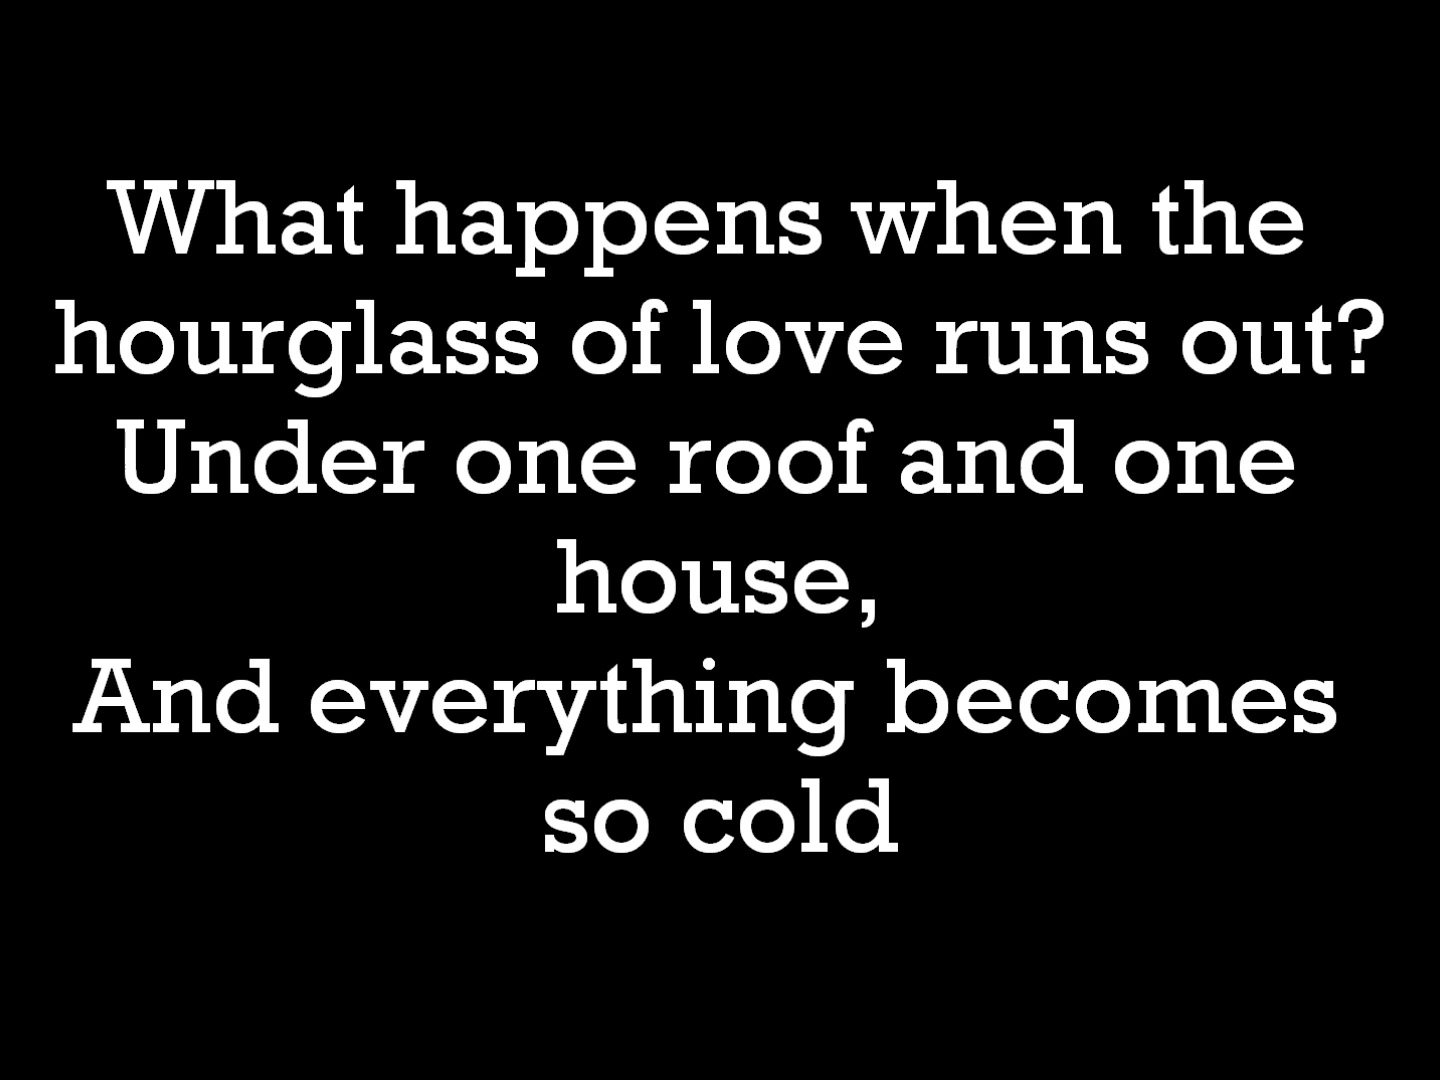 What happens when the
hourglass of love runs out?
Under one roof and one
house,
And everything becomes
so cold